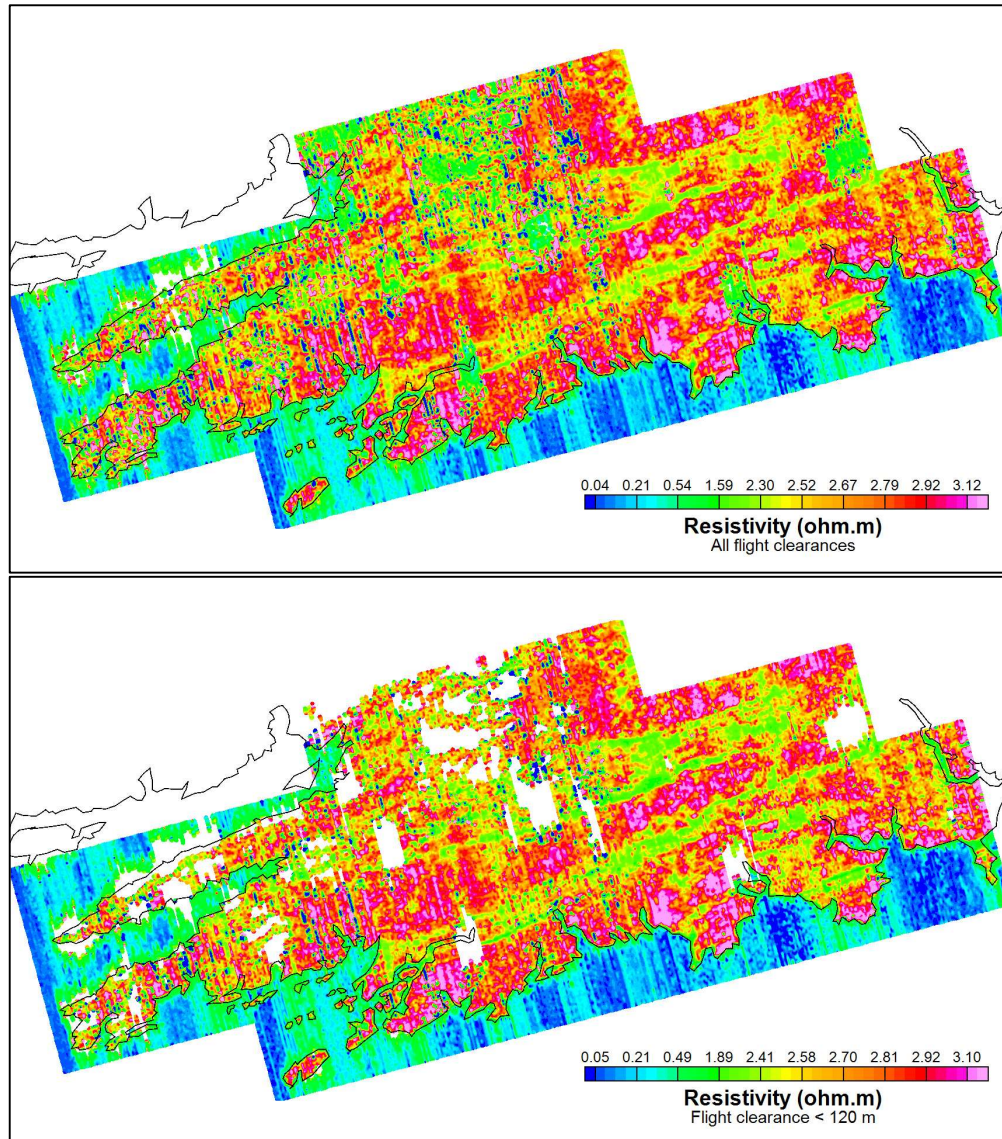 0.04 0.21 0.54 1.59 2.30 2.52 2.67 2.79 2.92 3.12
Resistivity (ohm.m)
All flight clearances
0.05 0.21 0.49 1.89 2.41 2.58 2.70 2.81 2.92 3.10
Resistivity (ohm.m)
Flight clearance < 120 m